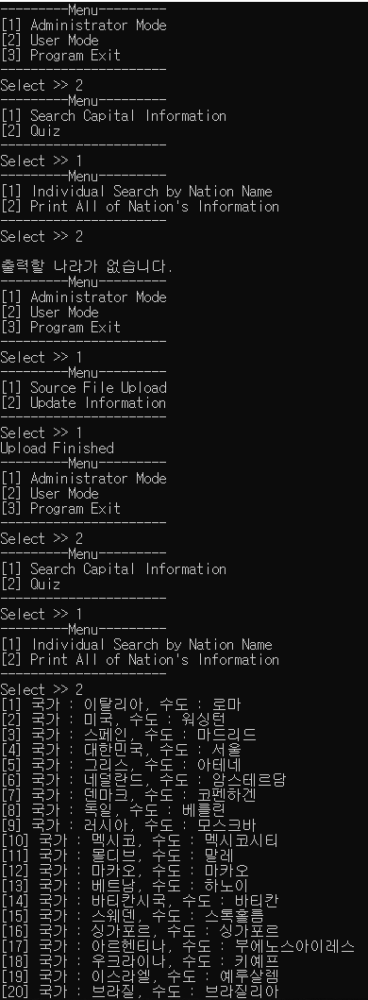 ---------Menu---------
[1] Administrator Mode
[2] User Mode
[3] Program Exit
----------------------
Select >> 2
---------Menu---------
[1] Search Capital Information
[2] Quiz
----------------------
Select >> 1
---------Menu---------
[1] Individual Search by Nation Name
[2] Print All of Nation's Information
----------------------
Select >> 2

출력할 나라가 없습니다.
---------Menu---------
[1] Administrator Mode
[2] User Mode
[3] Program Exit
----------------------
Select >> 1
---------Menu---------
[1] Source File Upload
[2] Update Information
----------------------
Select >> 1
Upload Finished
---------Menu---------
[1] Administrator Mode
[2] User Mode
[3] Program Exit
----------------------
Select >> 2
---------Menu---------
[1] Search Capital Information
[2] Quiz
----------------------
Select >> 1
---------Menu---------
[1] Individual Search by Nation Name
[2] Print All of Nation's Information
----------------------
Select >> 2
[1] 국가 : 이탈리아, 수도 : 로마
[2] 국가 : 미국, 수도 : 워싱턴
[3] 국가 : 스페인, 수도 : 마드리드
[4] 국가 : 대한민국, 수도 : 서울
[5] 국가 : 그리스, 수도 : 아테네
[6] 국가 : 네덜란드, 수도 : 암스테르담
[7] 국가 : 덴마크, 수도 : 코펜하겐
[8] 국가 : 독일, 수도 : 베를린
[9] 국가 : 러시아, 수도 : 모스크바
[10] 국가 : 멕시코, 수도 : 멕시코시티
[11] 국가 : 몰디브, 수도 : 말레
[12] 국가 : 마카오, 수도 : 마카오
[13] 국가 : 베트남, 수도 : 하노이
[14] 국가 : 바티칸시국, 수도 : 바티칸
[15] 국가 : 스웨덴, 수도 : 스톡홀름
[16] 국가 : 싱가포르, 수도 : 싱가포르
[17] 국가 : 아르헨티나, 수도 : 부에노스아이레스
[18] 국가 : 우크라이나, 수도 : 키예프
[19] 국가 : 이스라엘, 수도 : 예루살렘
[20] 국가 : 브라질, 수도 : 브라질리아